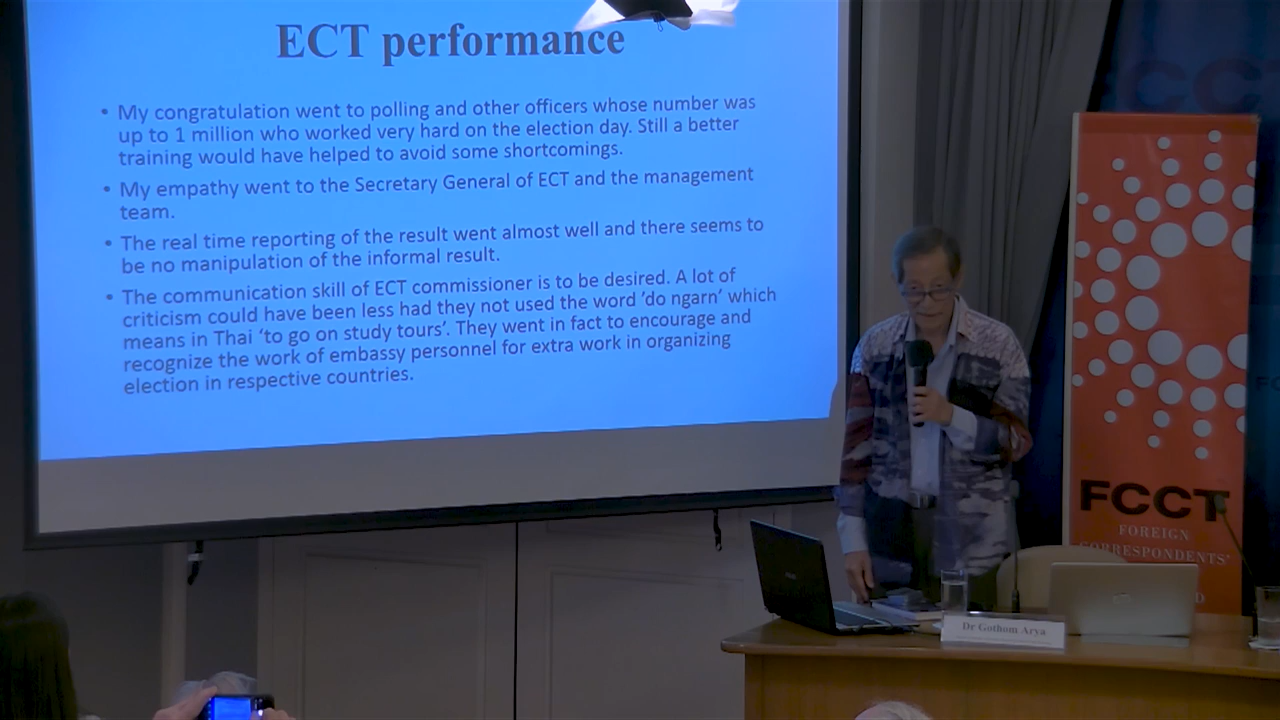 ECT performance
• My congratulation went to polling and other officers whose number was
up to 1 million who worked very hard on the election day. Still a better
training would have helped to avoid some shortcomings.
• My empathy went to the Secretary General of ECT and the management
team.
• The real time reporting of the result went almost well and there seems to
be no manipulation of the informal result.
• The communication skill of ECT commissioner is to be desired. A lot of
criticism could have been less had they not used the word 'do ngarn' which
means in Thai 'to go on study tours'. They went in fact to encourage and
recognize the work of embassy personnel for extra work in organizing
election in respective countries.
FCCT
FCCT
FOREIGN
CORRESPONDENTS'
Dr Gothom Arya